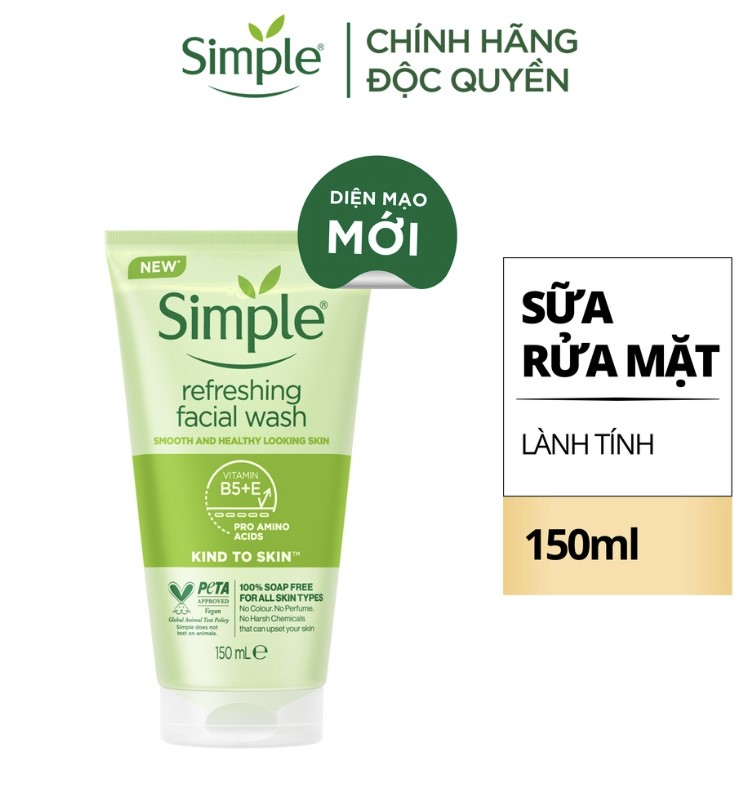 Simple®
CHÍNH HÃNG
ĐỘC QUYỀN
DIỆN MẠO
MỚI
NEW*
Simple®
refreshing
facial wash
SMOOTH AND HEALTHY LOOKING SKIN
VITAMIN
B5+E
PRO AMINO
ACIDS
KIND TO SKIN™
PETA
APPROVED
Vegan
Global Animal Test Policy
Simple does not
test on animals.
100% SOAP FREE
FOR ALL SKIN TYPES
No Colour. No Perfume.
No Harsh Chemicals
that can upset your skin
150 mL ℮
SỮA
RỬA MẶT
LÀNH TÍNH
150ml